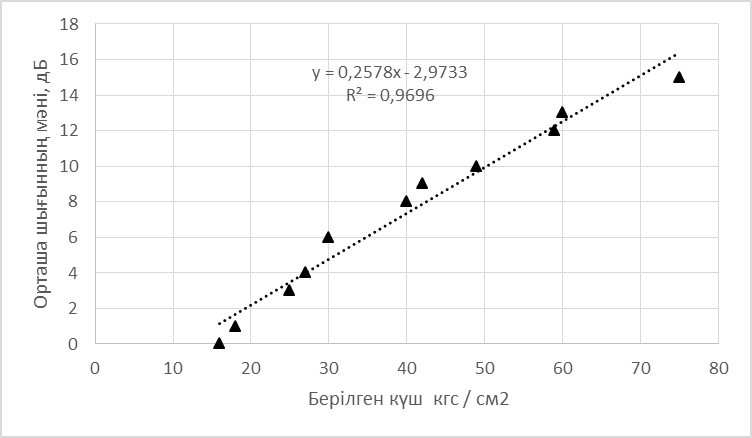 18
16
14
12
10
8
6
4
2
0
Орташа шығынның мәні, дБ
y = 0,2578x - 2,9733
R² = 0,9696
0 10 20 30 40 50 60 70 80
Берілген күш кгс / см2